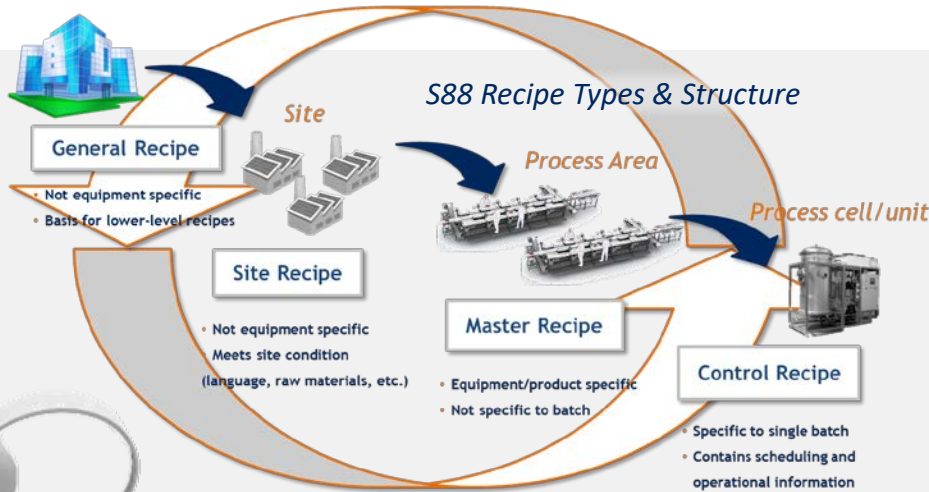 S88 Recipe Types & Structure
General Recipe
• Not equipment specific
• Basis for lower-level recipes
Site
Site Recipe
• Not equipment specific
• Meets site condition
(language, raw materials, etc.)
Process Area
Master Recipe
• Equipment/product specific
• Not specific to batch
Process cell/unit
Control Recipe
• Specific to single batch
• Contains scheduling and
operational information